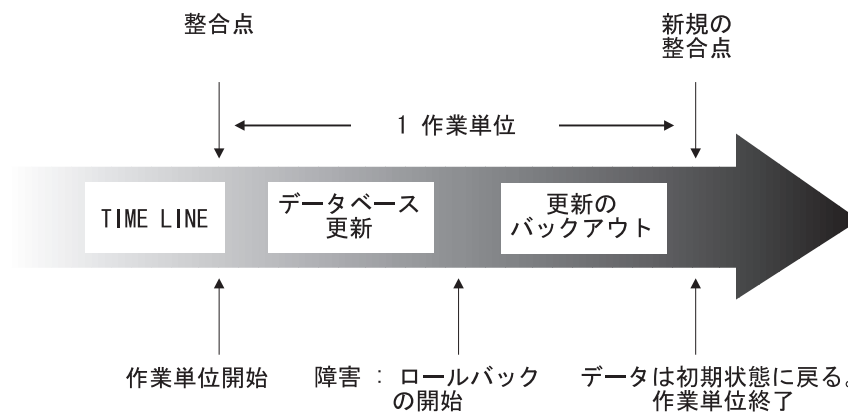 整合点
新規の
整合点
1 作業単位
TIME LINE
データベース
更新
更新の
バックアウト
作業単位開始
障害 : ロールバック
の開始
データは初期状態に戻る。
作業単位終了